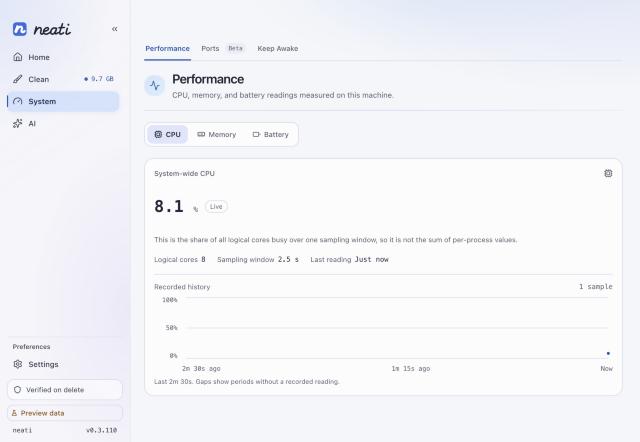 neati
Home
Clean
9.7 GB
System
AI
Preferences
Settings
Verified on delete
Preview data
neati
v0.3.110
Performance
Ports
Beta
Keep Awake
Performance
CPU, memory, and battery readings measured on this machine.
CPU
Memory
Battery
System-wide CPU
8.1 %
Live
This is the share of all logical cores busy over one sampling window, so it is not the sum of per-process values.
Logical cores 8 Sampling window 2.5 s Last reading Just now
Recorded history
1 sample
100%
50%
0%
2m 30s ago
1m 15s ago
Now
Last 2m 30s. Gaps show periods without a recorded reading.